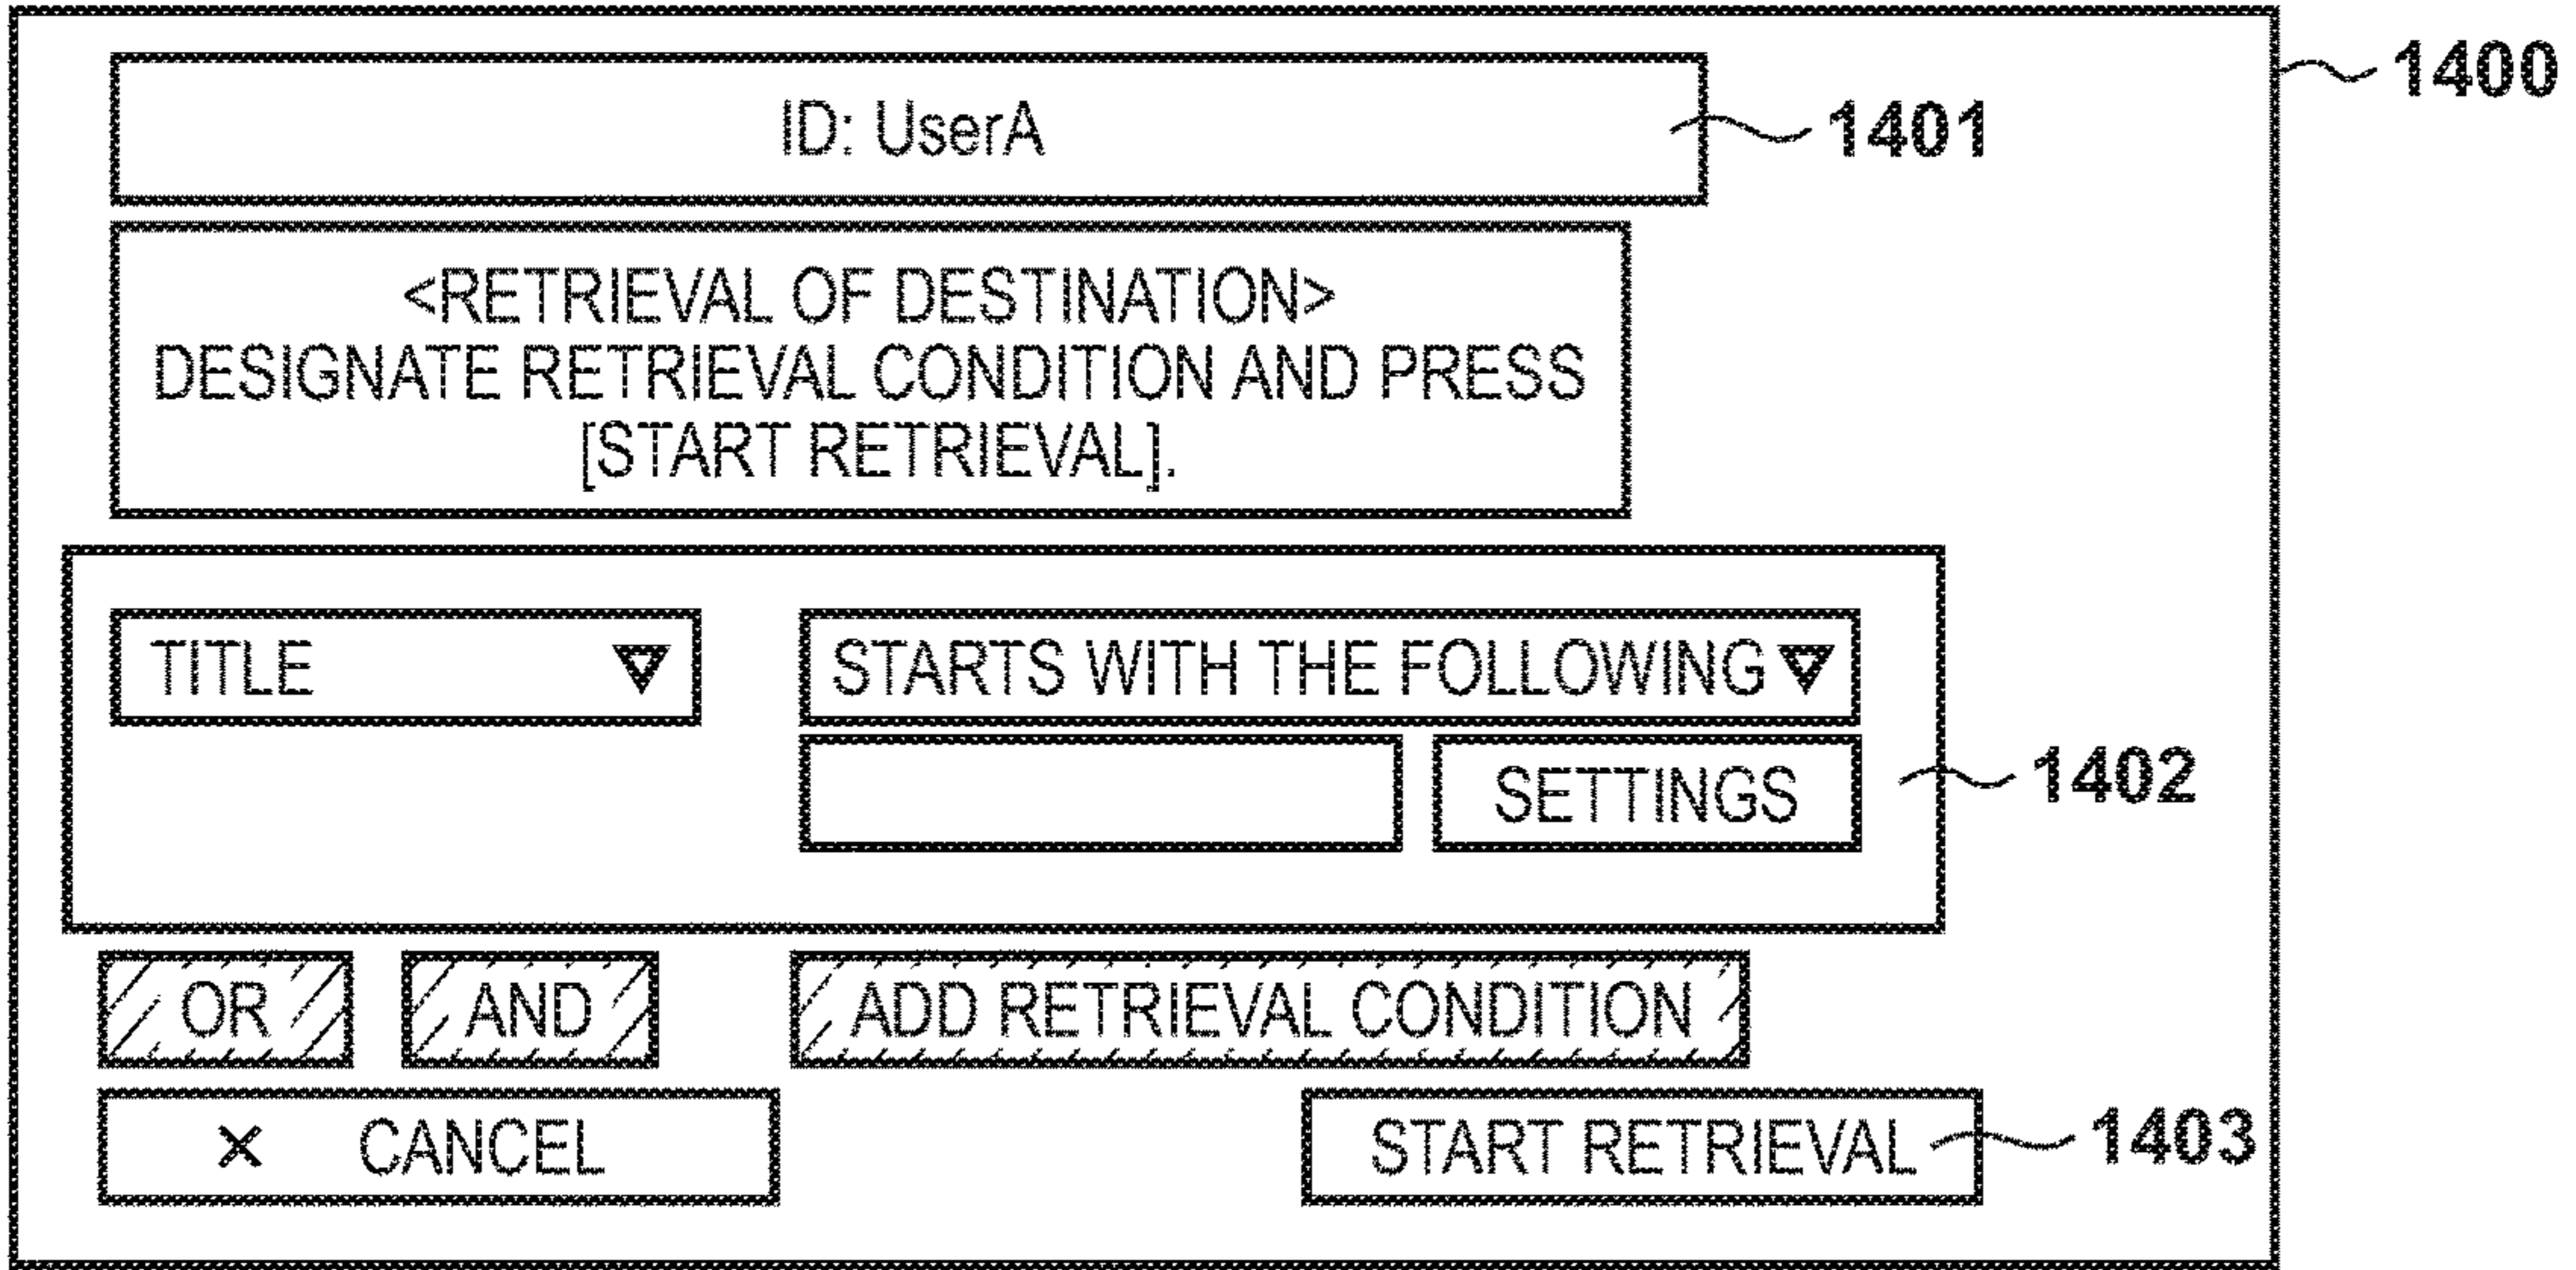 1400
ID: UserA
1401
<RETRIEVAL OF DESTINATION>
DESIGNATE RETRIEVAL CONDITION AND PRESS
[START RETRIEVAL].
TITLE
STARTS WITH THE FOLLOWING
SETTINGS
1402
OR
AND
ADD RETRIEVAL CONDITION
× CANCEL
START RETRIEVAL
1403